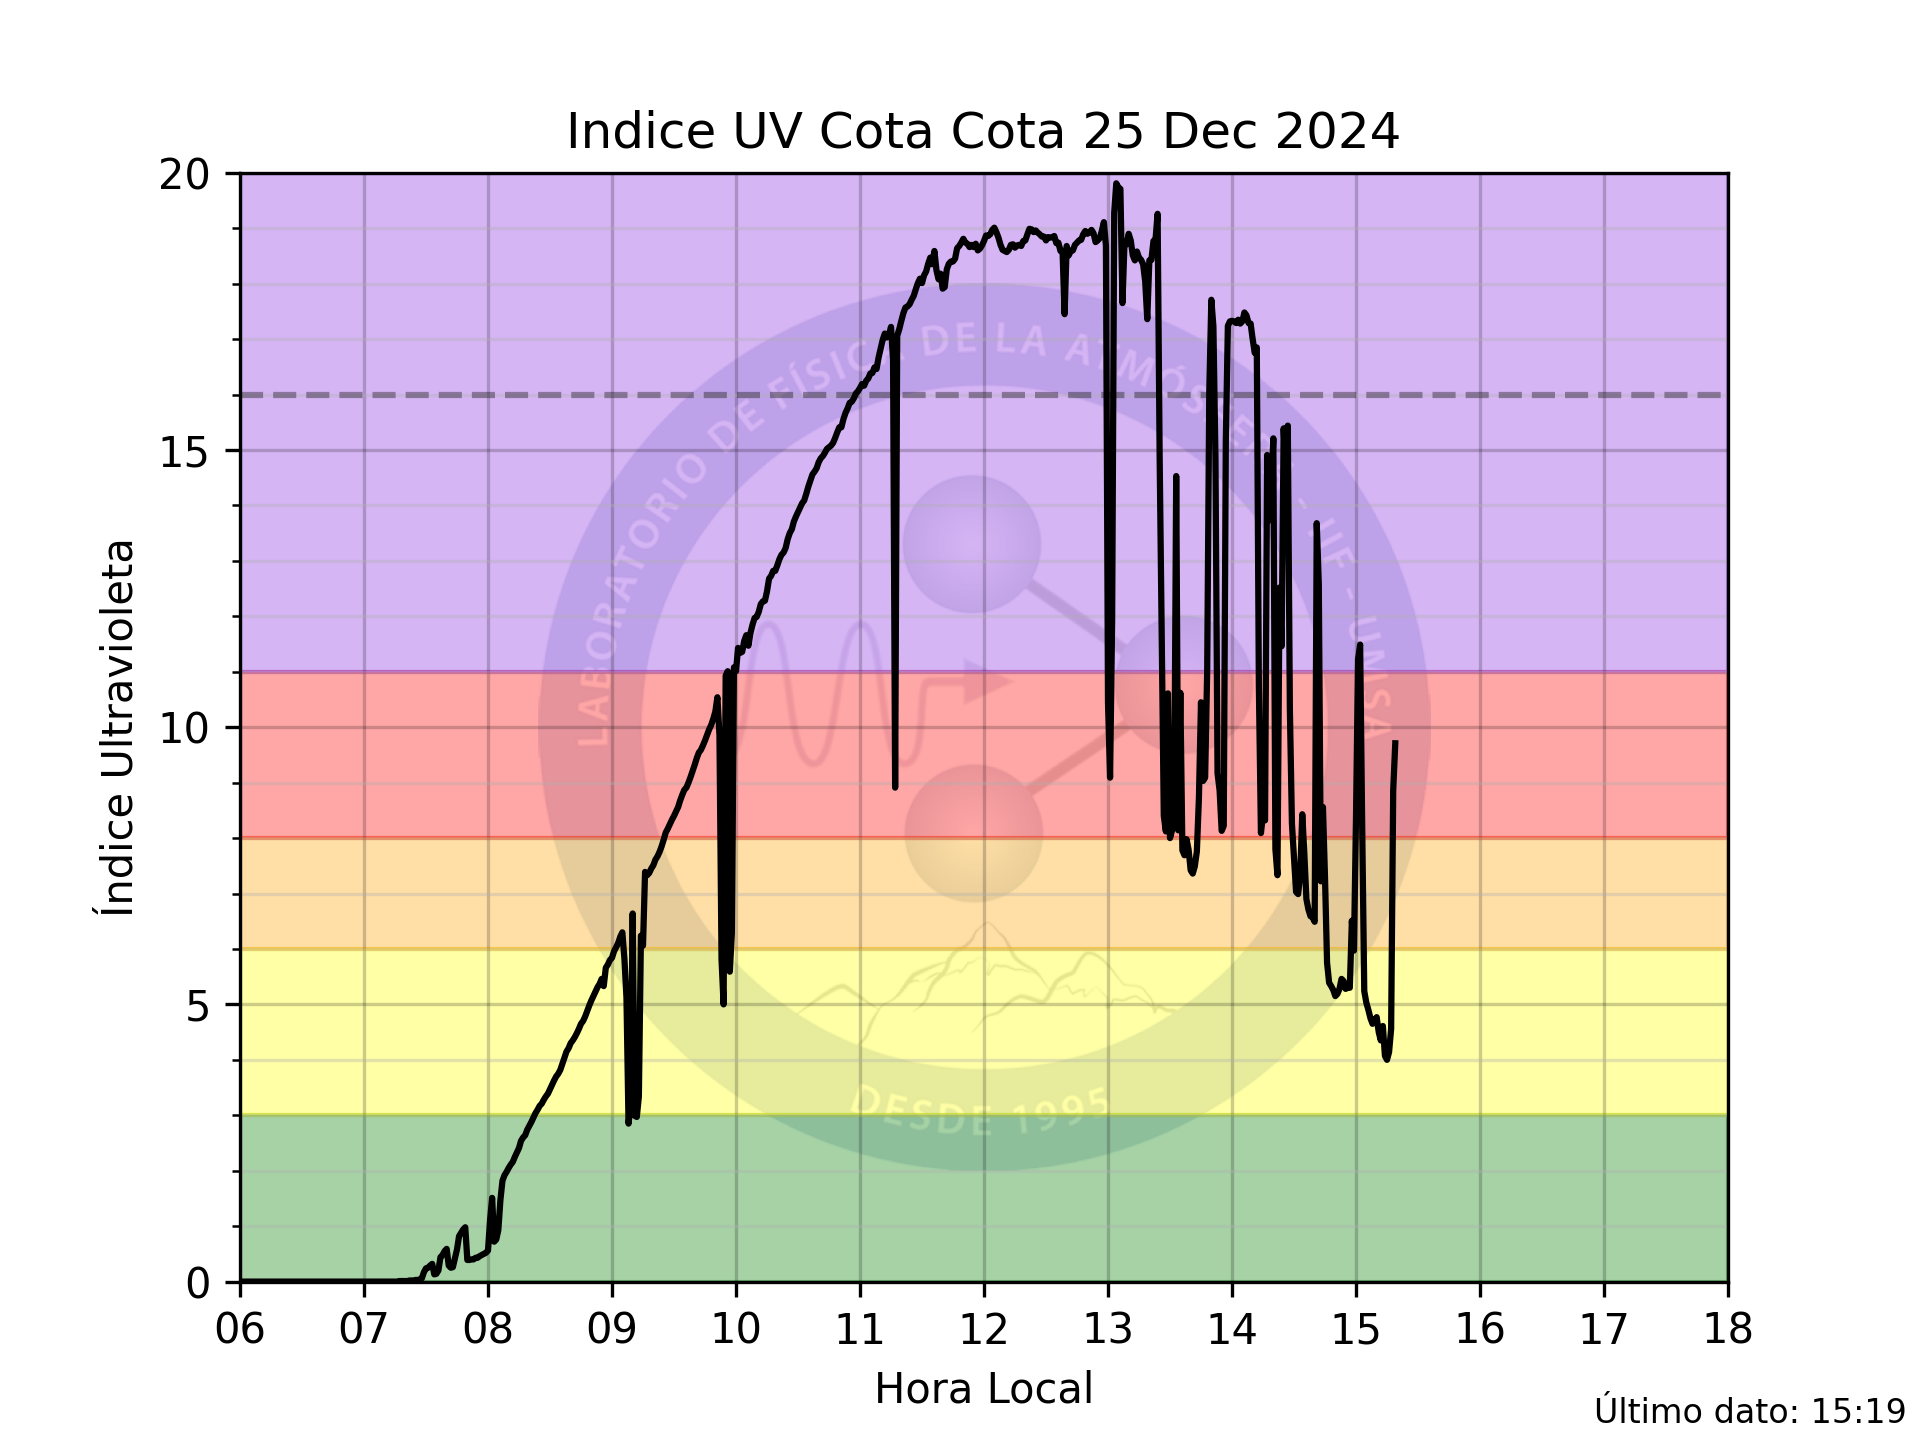 Indice UV Cota Cota 25 Dec 2024
20
15
10
5
0
Índice Ultravioleta
LABORATORIO DE FÍSICA DE LA ATMÓSFERA - IIF - UMSA
DESDE 1995
06 07 08 09 10 11 12 13 14 15 16 17 18
Hora Local
Último dato: 15:19